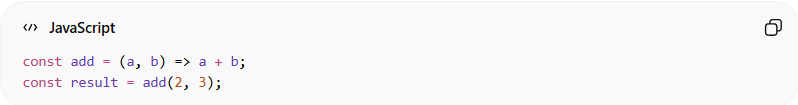 JavaScript
const add = (a, b) => a + b;
const result = add(2, 3);